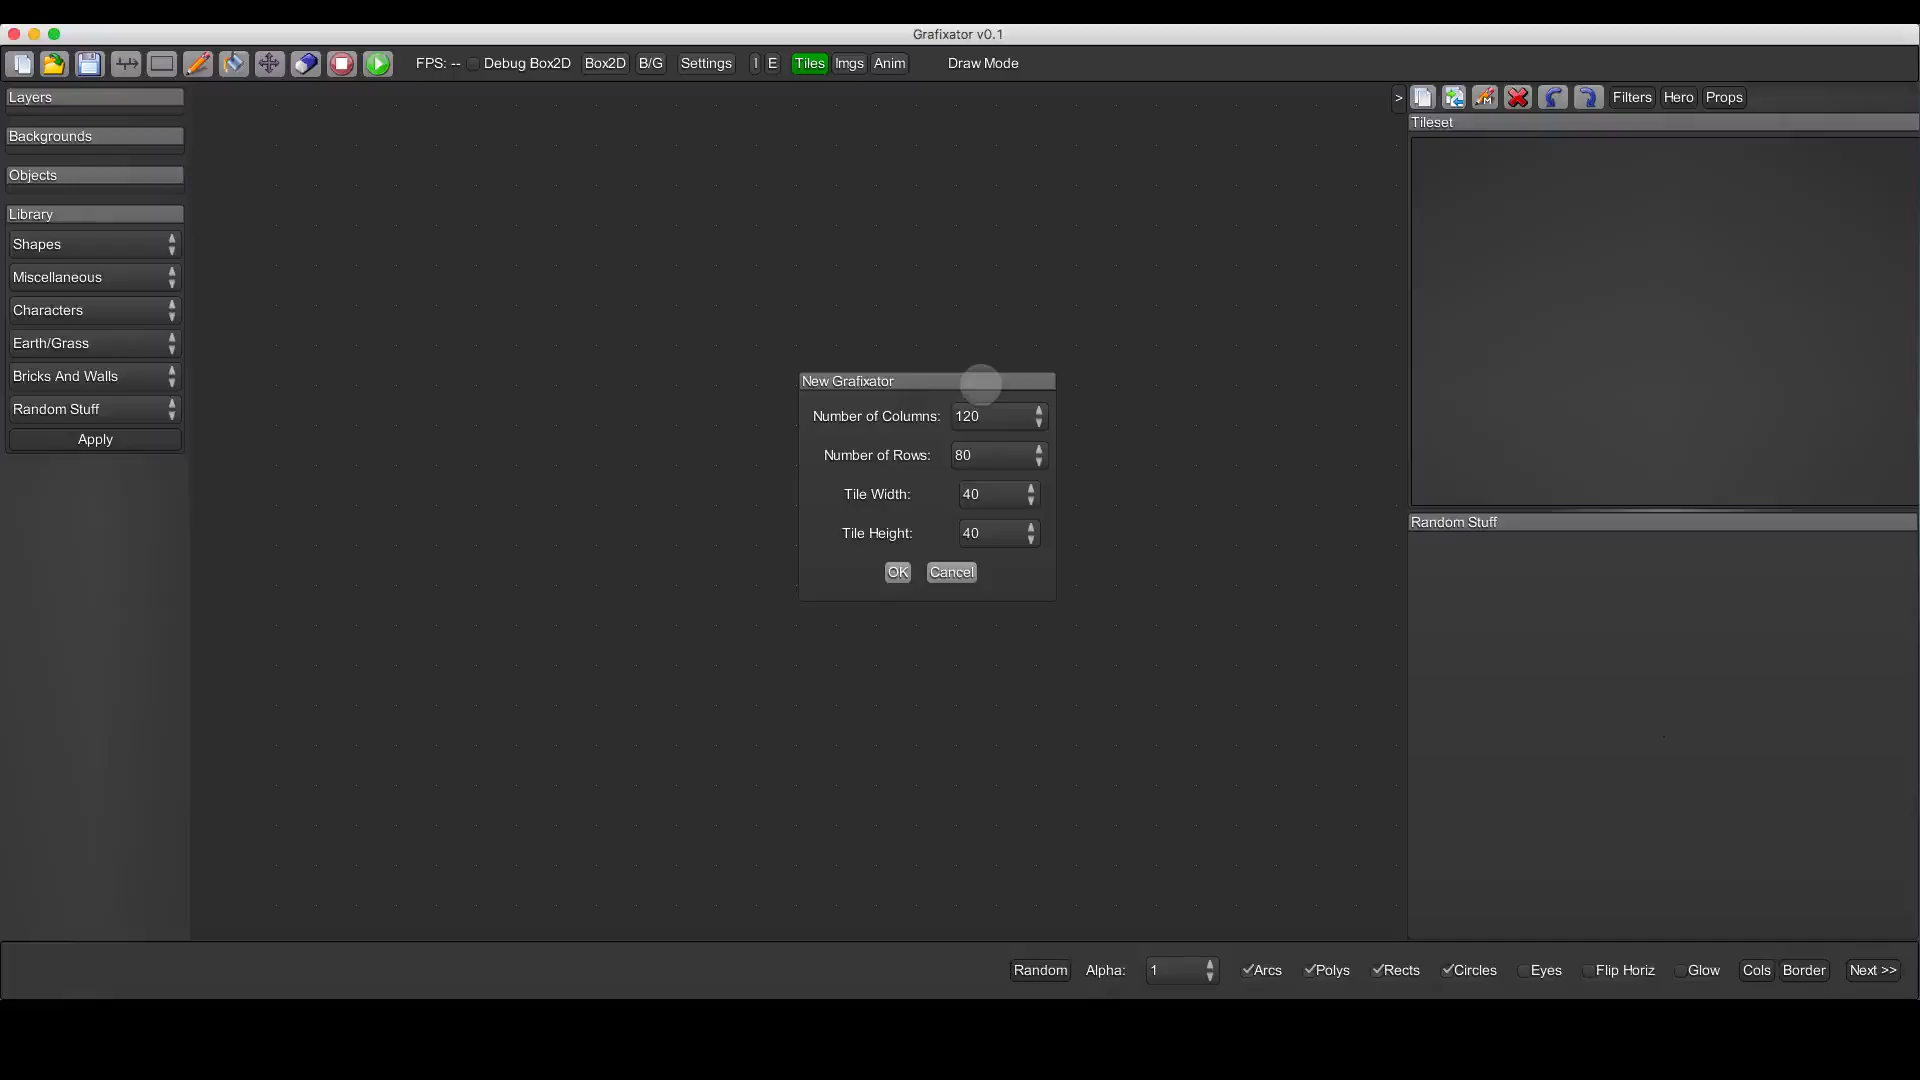 Grafixator v0.1
FPS: -- Debug Box2D Box2D B/G Settings I E Tiles Imgs Anim Draw Mode
Layers
Backgrounds
Objects
Library
Shapes
Miscellaneous
Characters
Earth/Grass
Bricks And Walls
Random Stuff
Apply
New Grafixator
Number of Columns: 120
Number of Rows: 80
Tile Width: 40
Tile Height: 40
OK Cancel
> M Filters Hero Props
Tileset
Random Stuff
Random Alpha: 1 Arcs Polys Rects Circles Eyes Flip Horiz Glow Cols Border Next >>